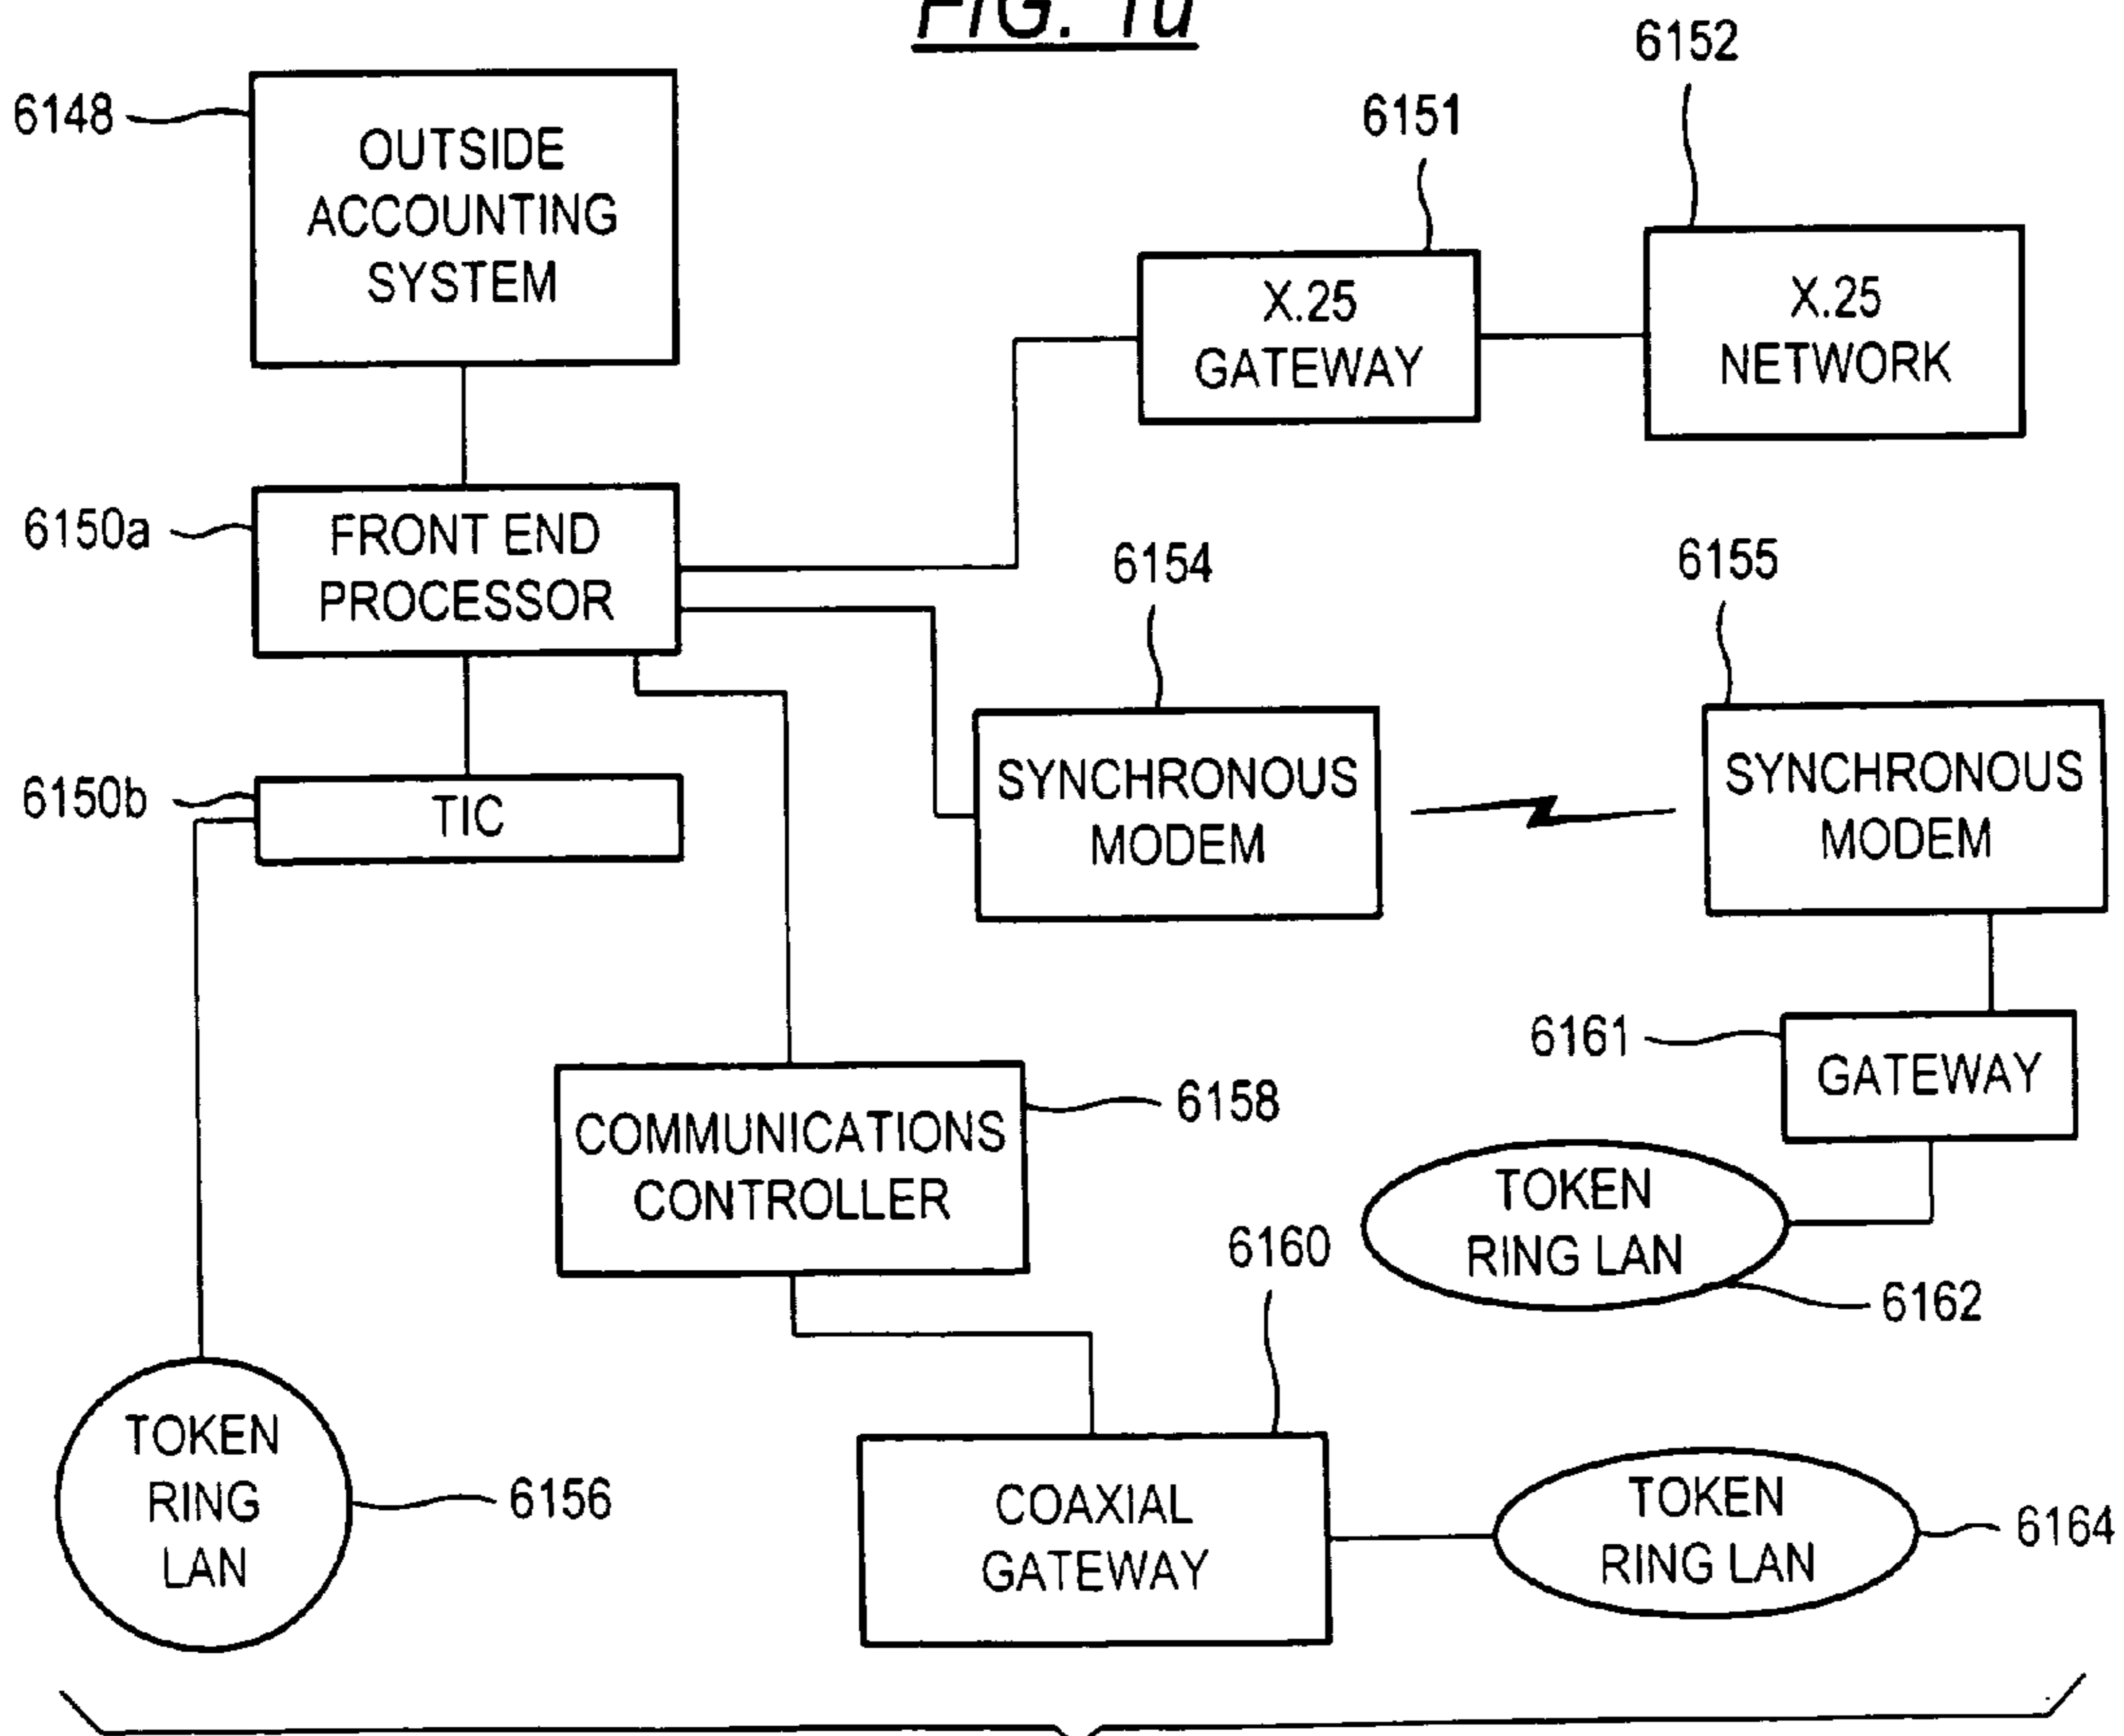 6152
6148
OUTSIDE
ACCOUNTING
SYSTEM
6151
X.25
GATEWAY
X.25
NETWORK
6150a
FRONT END
PROCESSOR
6154
6155
6150b
TIC
SYNCHRONOUS
MODEM
SYNCHRONOUS
MODEM
6161
GATEWAY
COMMUNICATIONS
CONTROLLER
6158
TOKEN
RING LAN
6162
6160
TOKEN
RING
LAN
6156
COAXIAL
GATEWAY
TOKEN
RING LAN
6164